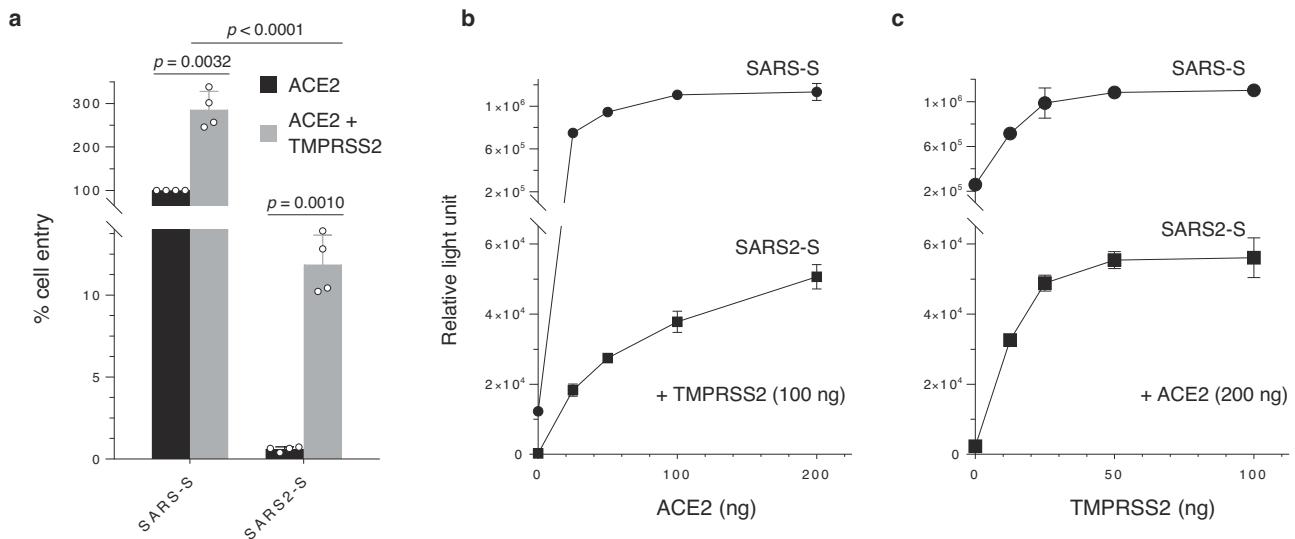 a
p < 0.0001
p = 0.0032
ACE2
ACE2 +
TMPRSS2
300
200
100
p = 0.0010
10
5
0
% cell entry
SARS-S
SARS2-S
b
SARS-S
1×10⁶
6×10⁵
2×10⁵
SARS2-S
6×10⁴
4×10⁴
2×10⁴
0
+ TMPRSS2 (100 ng)
0 100 200
Relative light unit
ACE2 (ng)
c
SARS-S
1×10⁶
6×10⁵
2×10⁵
SARS2-S
6×10⁴
4×10⁴
2×10⁴
0
+ ACE2 (200 ng)
0 50 100
TMPRSS2 (ng)